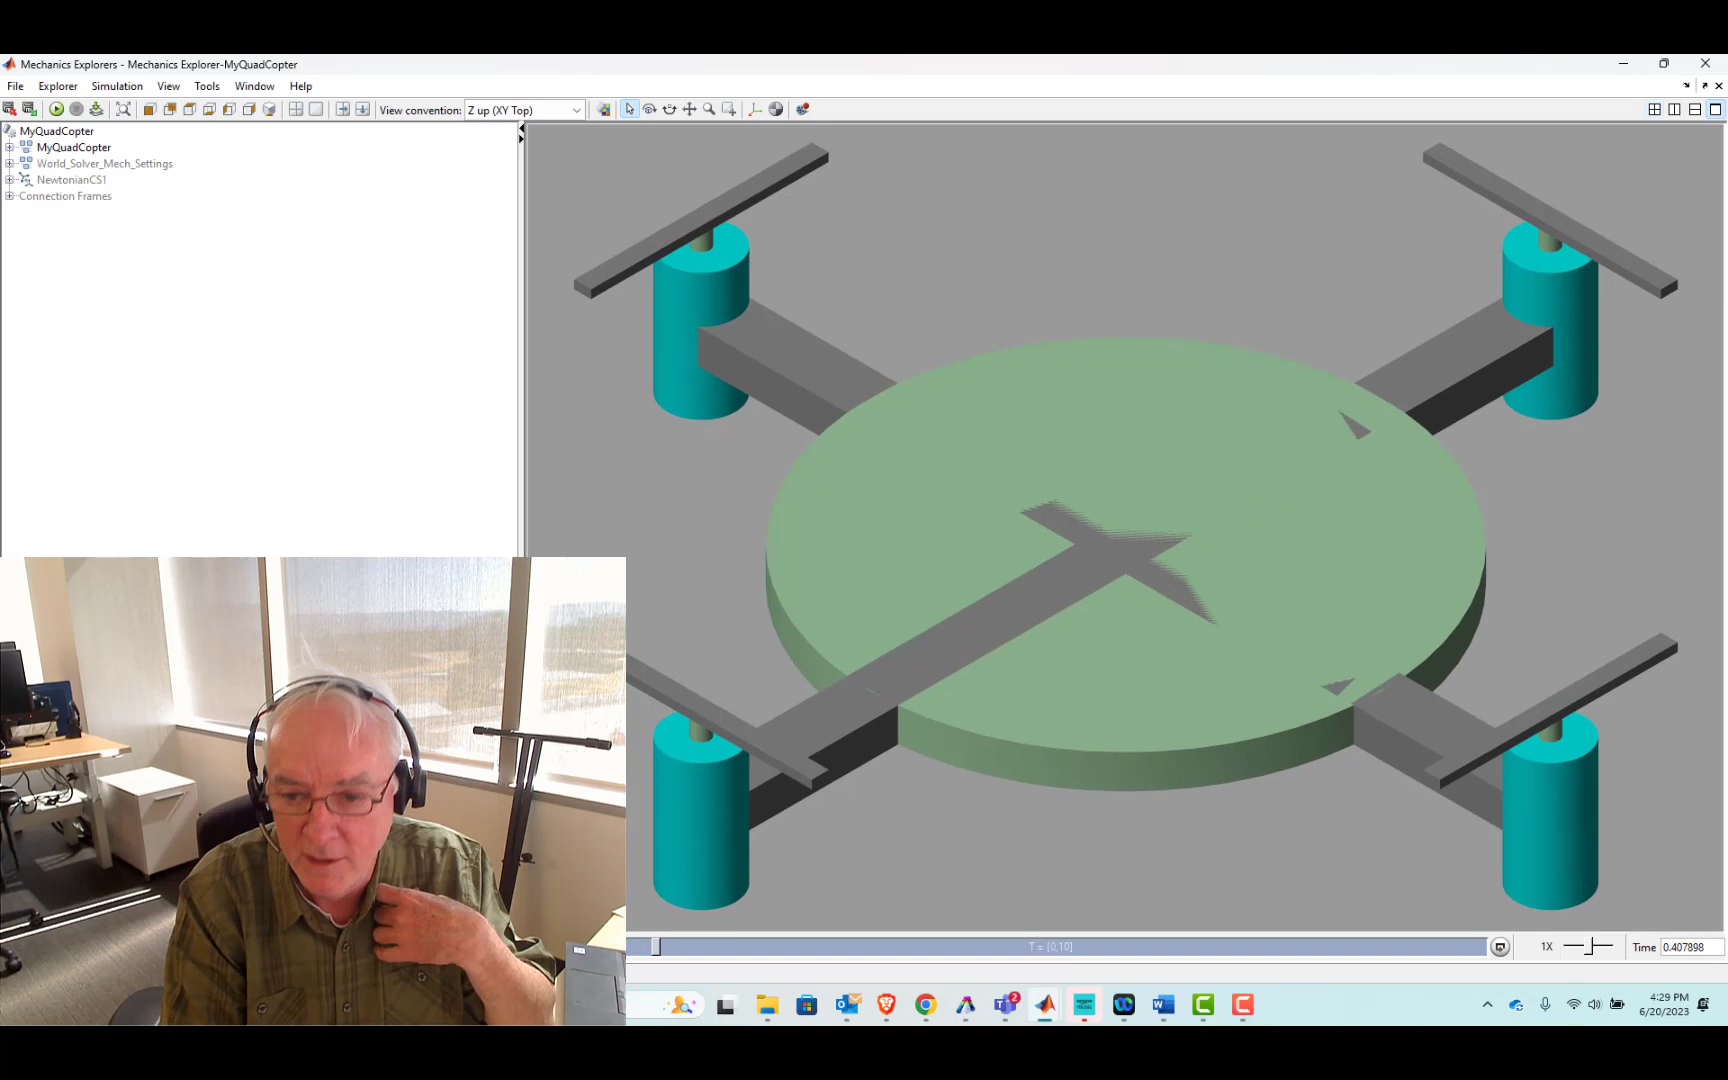 Mechanics Explorers - Mechanics Explorer-MyQuadCopter
File Explorer Simulation View Tools Window Help
View convention: Z up (XY Top)
MyQuadCopter
MyQuadCopter
World_Solver_Mech_Settings
NewtonianCS1
Connection Frames
T = [0,10]
1X
Time 0.407898
2
4:29 PM
6/20/2023